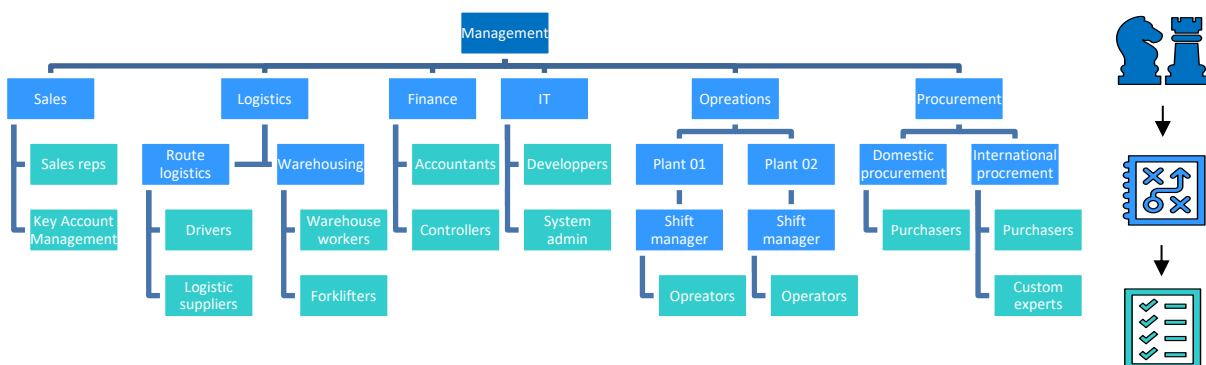 Management
Sales
Logistics
Finance
IT
Opreations
Procurement
Sales reps
Route
logistics
Warehousing
Accountants
Developpers
Plant 01
Plant 02
Domestic
procurement
International
procrement
Key Account
Management
Drivers
Warehouse
workers
Controllers
System
admin
Shift
manager
Shift
manager
Purchasers
Purchasers
Logistic
suppliers
Forklifters
Opreators
Operators
Custom
experts